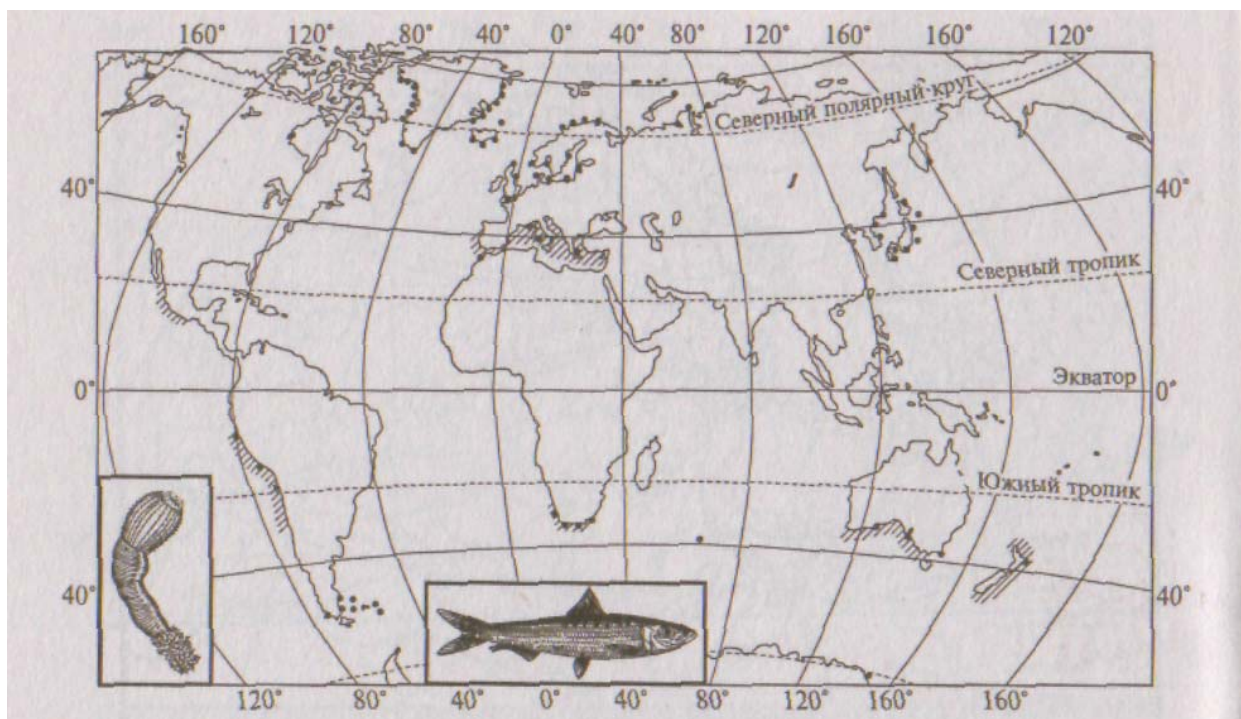 160° 120° 80° 40° 0° 40° 80° 120° 160° 160° 120°
Северный полярный круг
40° 40°
Северный тропик
Экватор
0° 0°
Южный тропик
40° 40°
120° 80° 40° 0° 40° 80° 120° 160° 160°